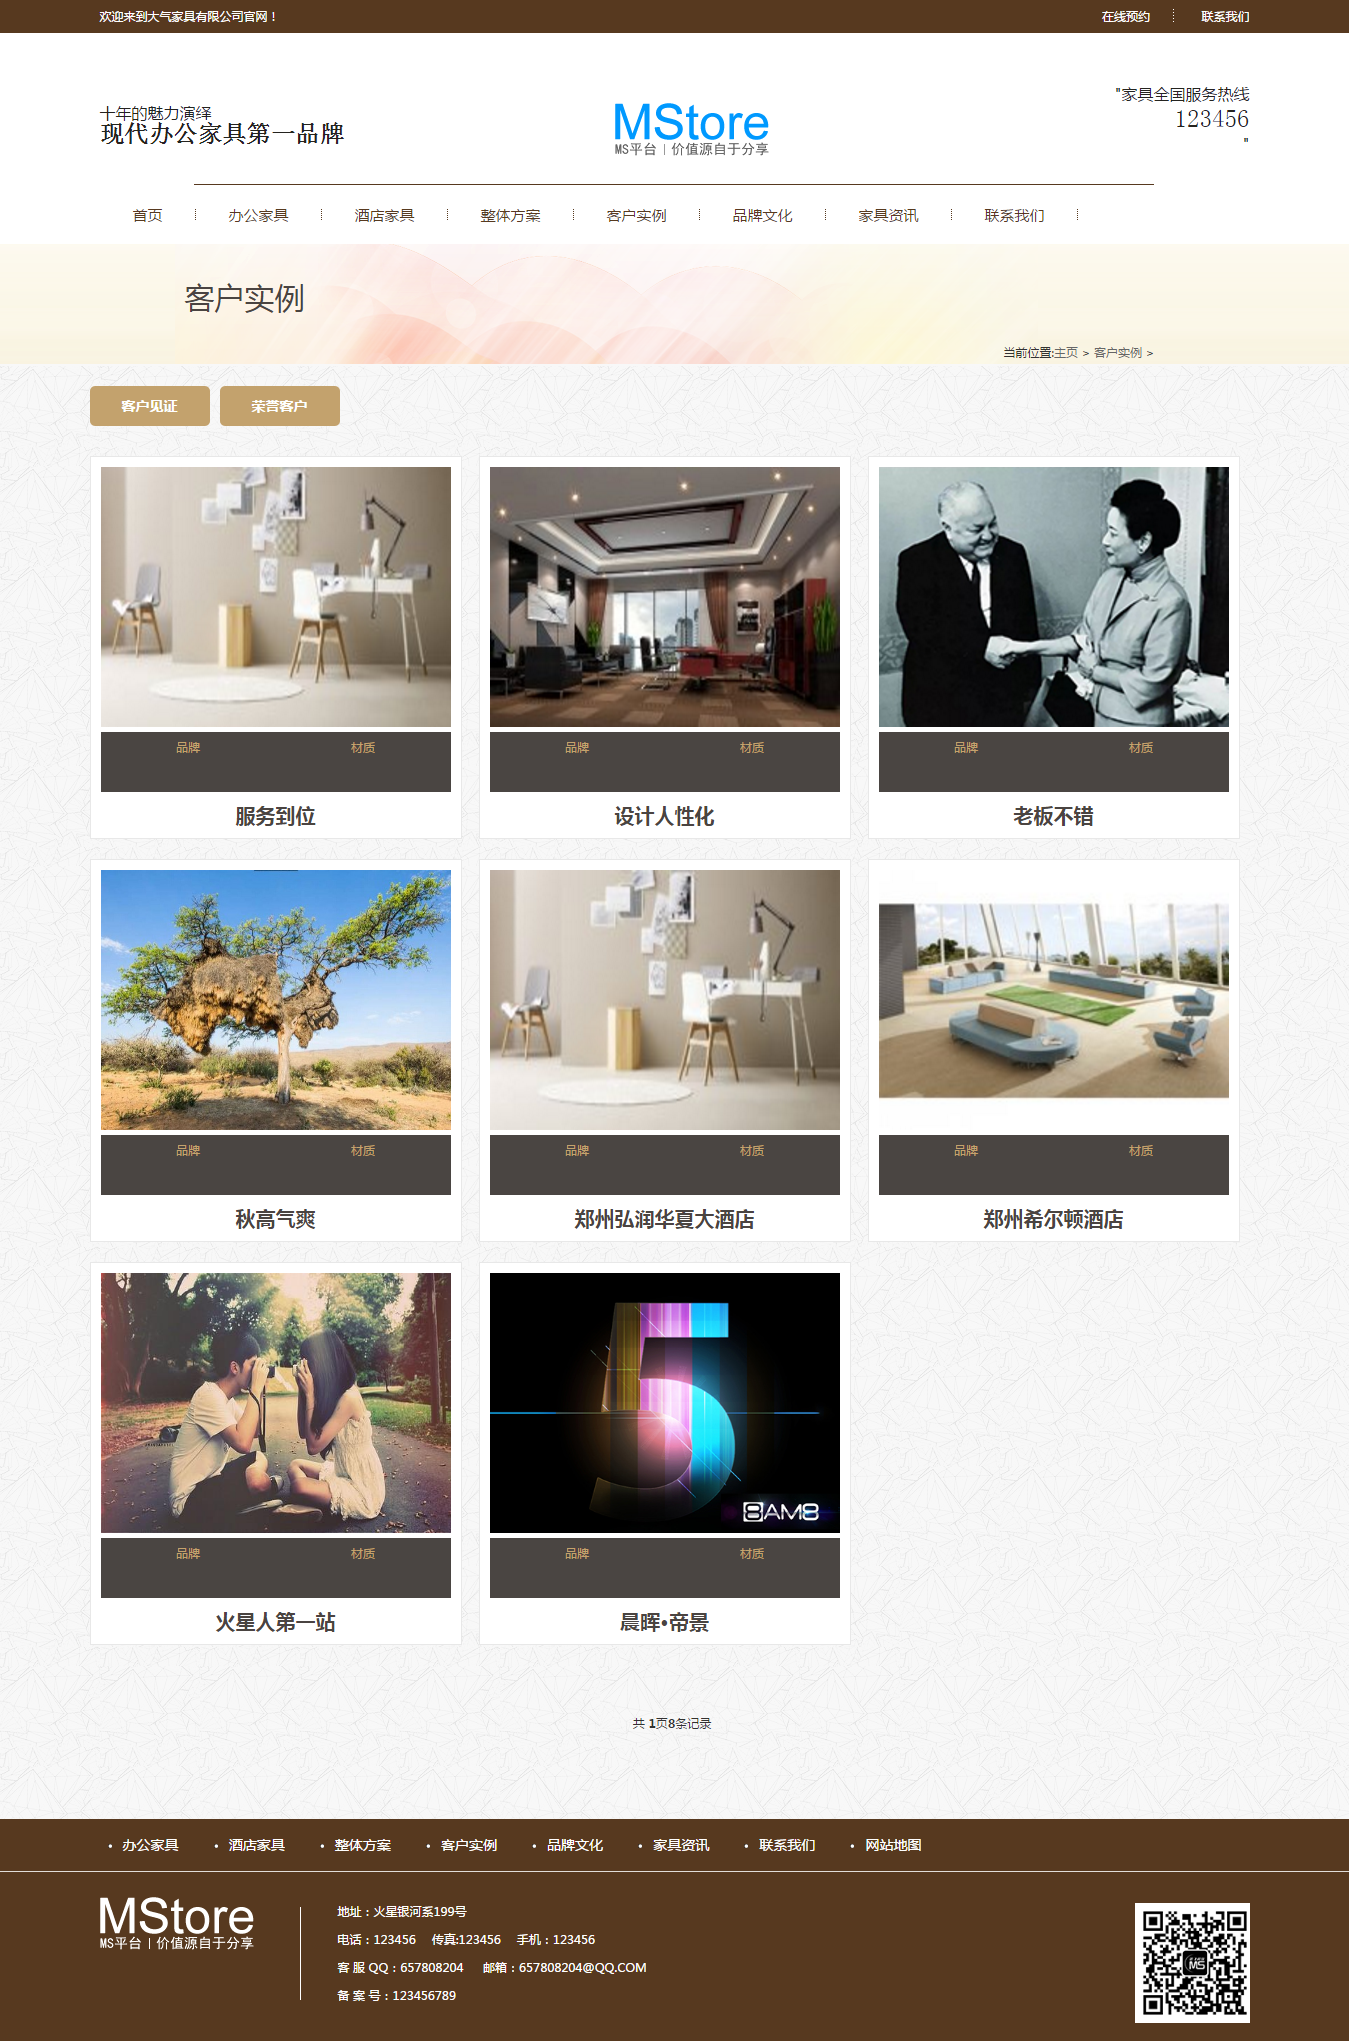 欢迎来到大气家具有限公司官网！
在线预约
联系我们
十年的魅力演绎
现代办公家具第一品牌
MStore
MS平台 | 价值源自于分享
"家具全国服务热线
123456
"
首页 办公家具 酒店家具 整体方案 客户实例 品牌文化 家具资讯 联系我们
客户实例
当前位置:主页 > 客户实例 >
客户见证 荣誉客户
品牌 材质
服务到位
品牌 材质
设计人性化
品牌 材质
老板不错
品牌 材质
秋高气爽
品牌 材质
郑州弘润华夏大酒店
品牌 材质
郑州希尔顿酒店
品牌 材质
火星人第一站
5
8AM8
品牌 材质
晨晖•帝景
共 1页8条记录
• 办公家具 • 酒店家具 • 整体方案 • 客户实例 • 品牌文化 • 家具资讯 • 联系我们 • 网站地图
MStore
MS平台 | 价值源自于分享
地址：火星银河系199号
电话：123456 传真:123456 手机：123456
客 服 QQ：657808204 邮箱：657808204@QQ.COM
备 案 号：123456789
MS